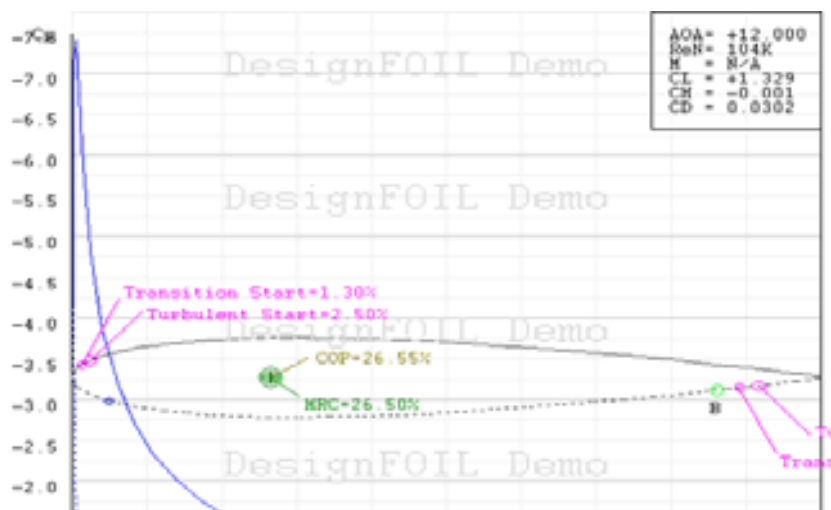 AOA= +12.000
ReN= 104K
M = N/A
CL = +1.329
CM = -0.001
CD = 0.0302
DesignFOIL Demo
-7.0
-6.5
-6.0
DesignFOIL Demo
-5.5
-5.0
-4.5
Transition Start=1.30%
Turbulent Start=2.50%
-4.0
DesignFOIL Demo
COP=26.55%
-3.5
MRC=26.50%
-3.0
B
-2.5
DesignFOIL Demo
-2.0